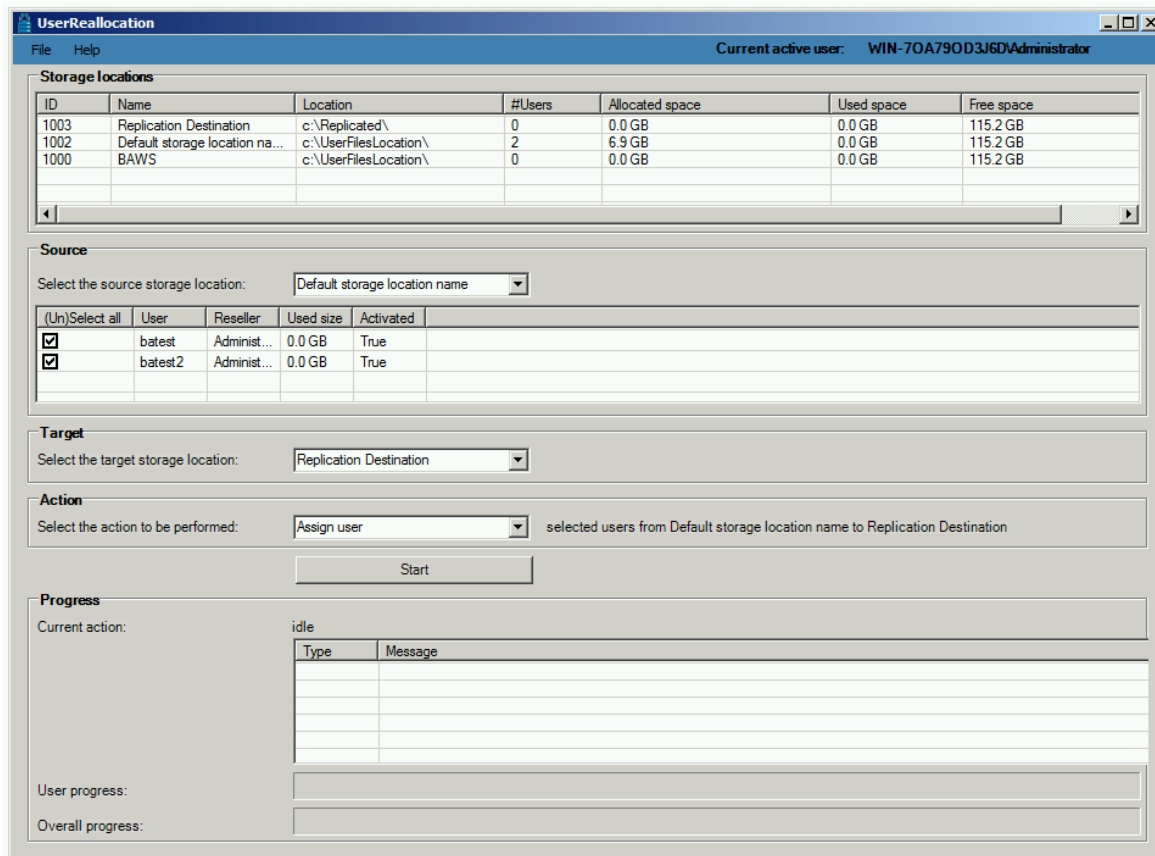 UserReallocation
File Help Current active user: WIN-7OA79OD3J6D\Administrator
Storage locations
ID Name Location #Users Allocated space Used space Free space
1003 Replication Destination c:\Replicated\ 0 0.0 GB 0.0 GB 115.2 GB
1002 Default storage location na... c:\UserFilesLocation\ 2 6.9 GB 0.0 GB 115.2 GB
1000 BAWS c:\UserFilesLocation\ 0 0.0 GB 0.0 GB 115.2 GB
Source
Select the source storage location: Default storage location name
(Un)Select all User Reseller Used size Activated
batest Administ... 0.0 GB True
batest2 Administ... 0.0 GB True
Target
Select the target storage location: Replication Destination
Action
Select the action to be performed: Assign user selected users from Default storage location name to Replication Destination
Start
Progress
Current action: idle
Type Message
User progress:
Overall progress: